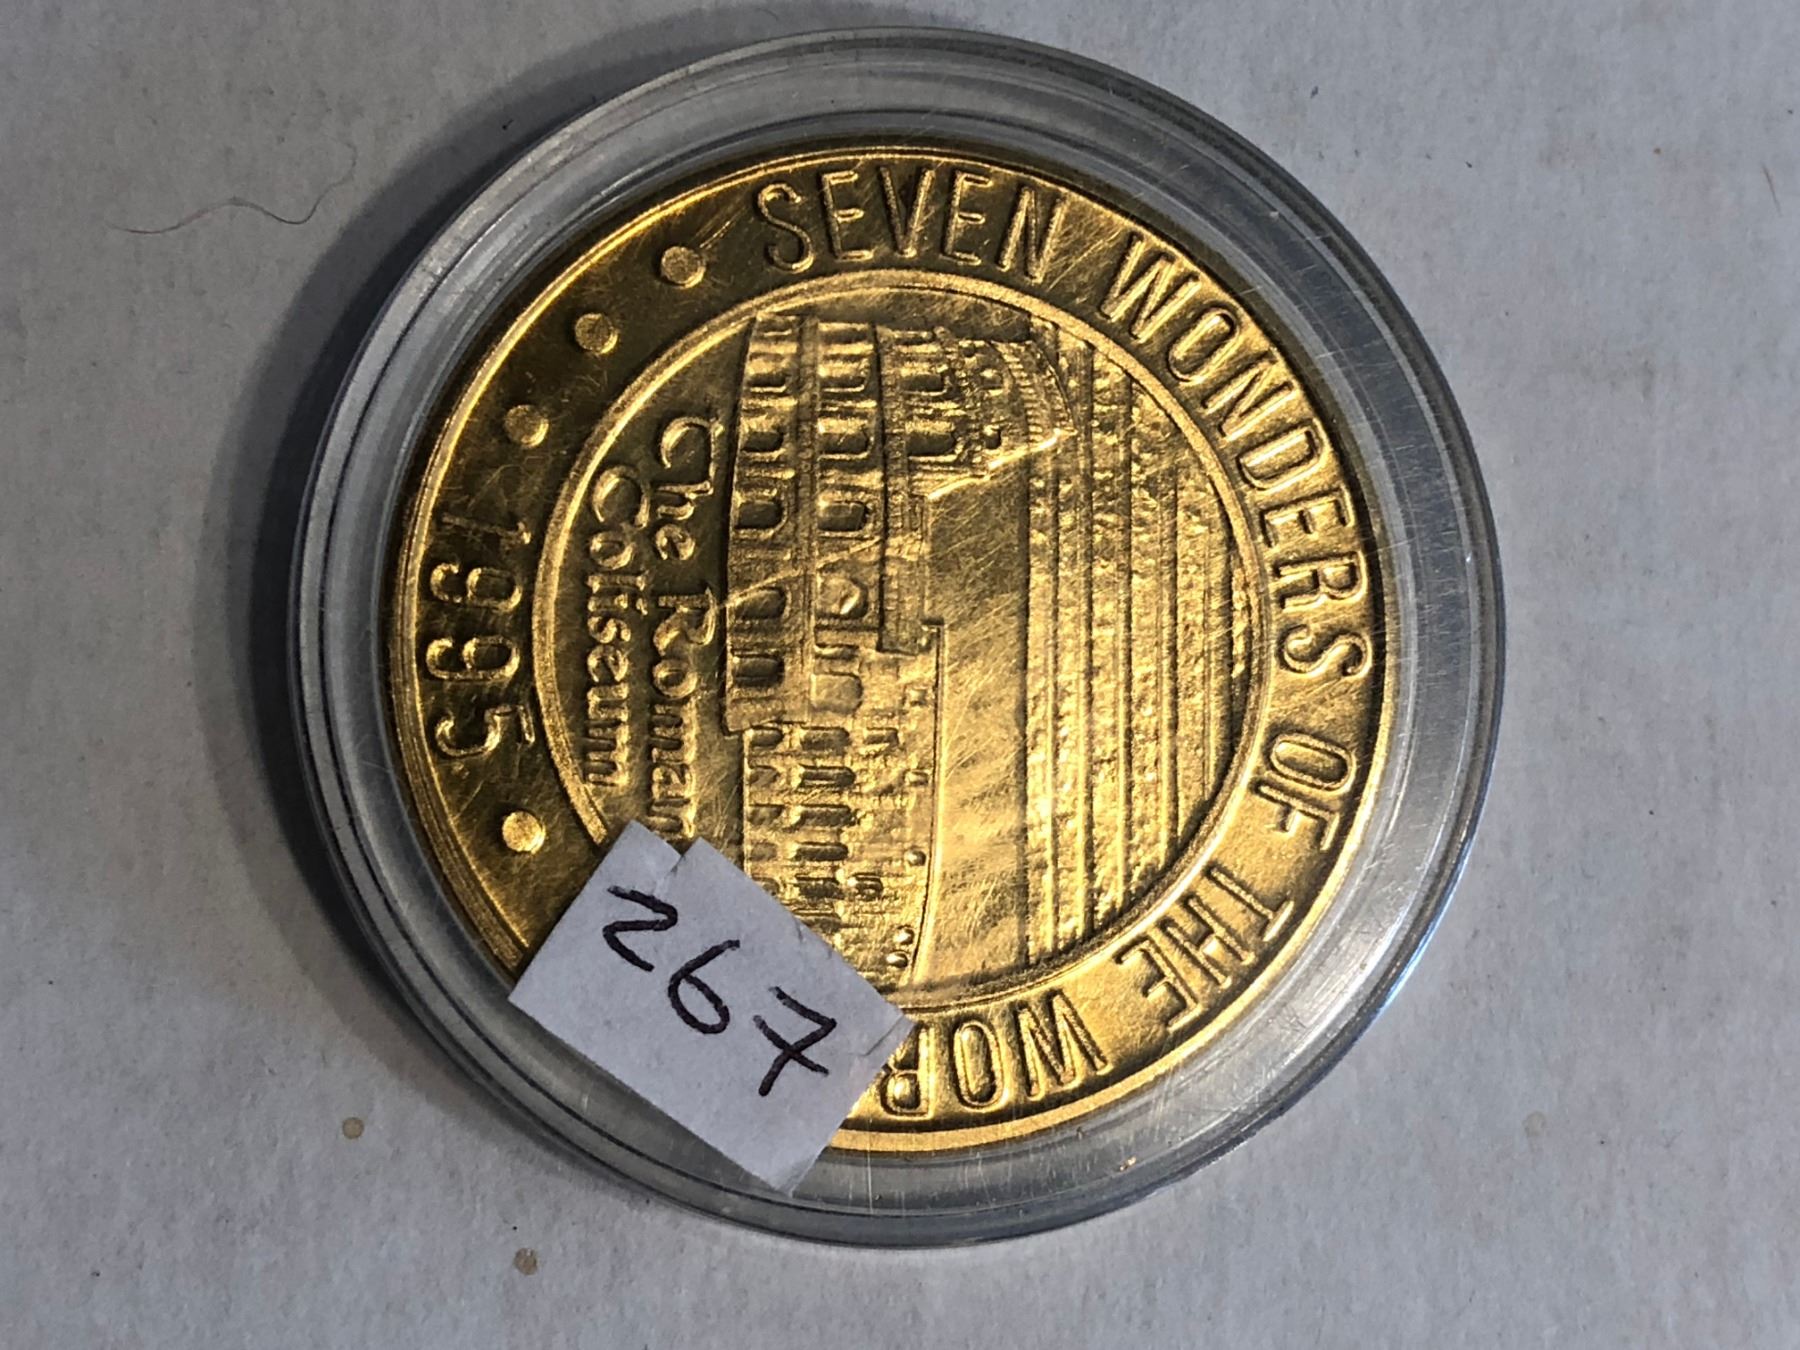 SEVEN WONDERS OF THE WOR
The Roman
Coliseum
1995
267